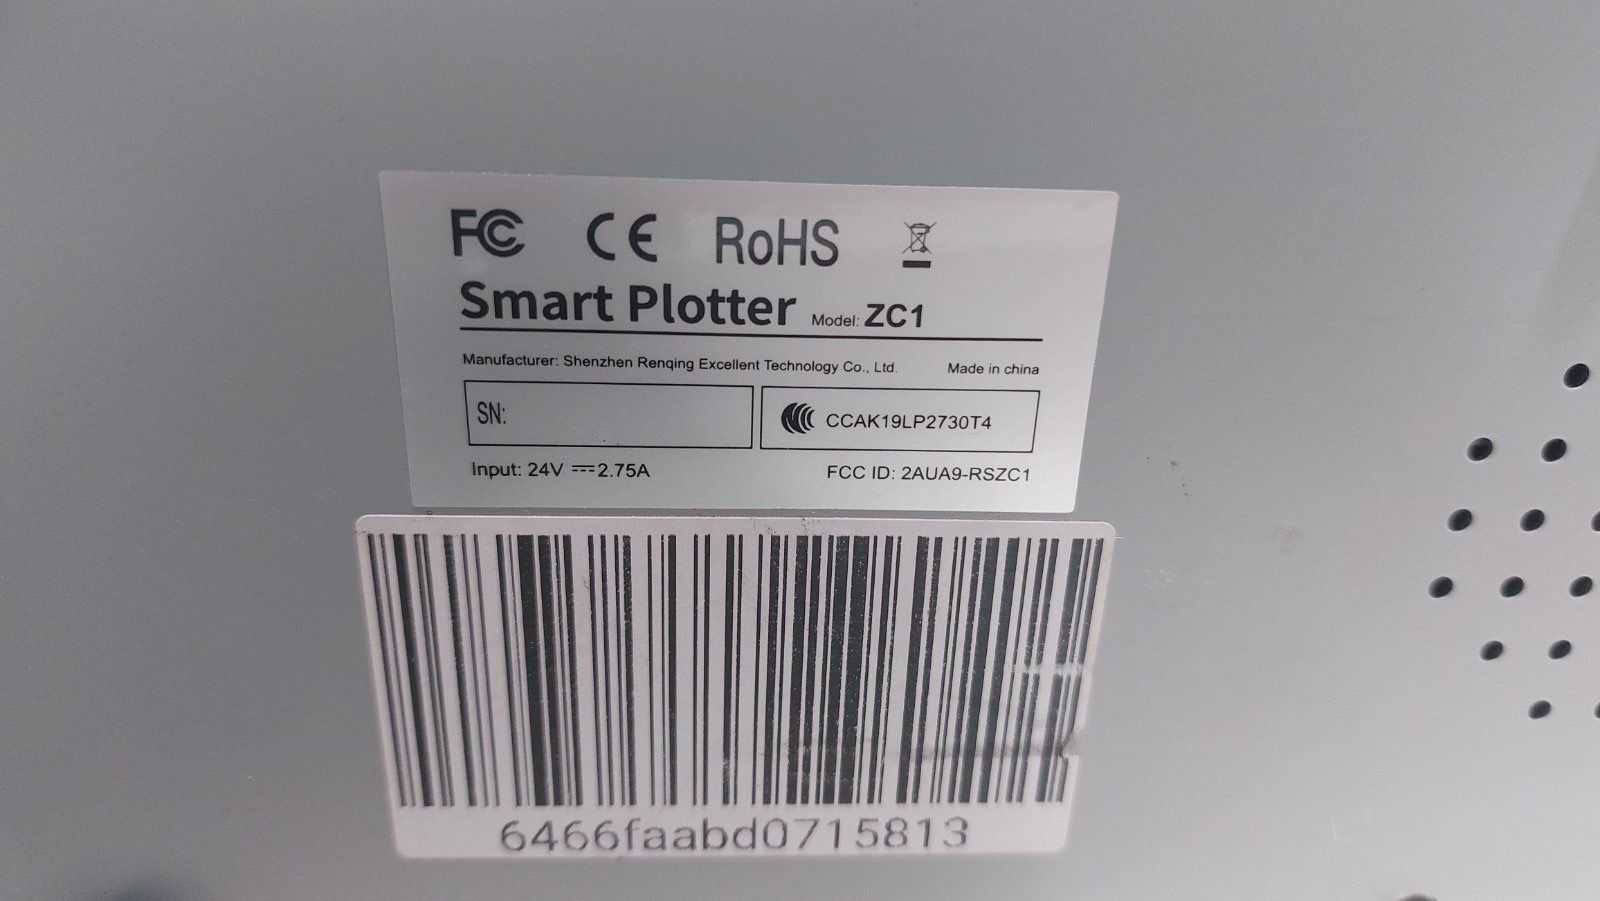 FC CE RoHS
Smart Plotter Model: ZC1
Manufacturer: Shenzhen Renqing Excellent Technology Co., Ltd. Made in china
SN: CCAK19LP2730T4
Input: 24V ⎓2.75A FCC ID: 2AUA9-RSZC1
6466faabd0715813